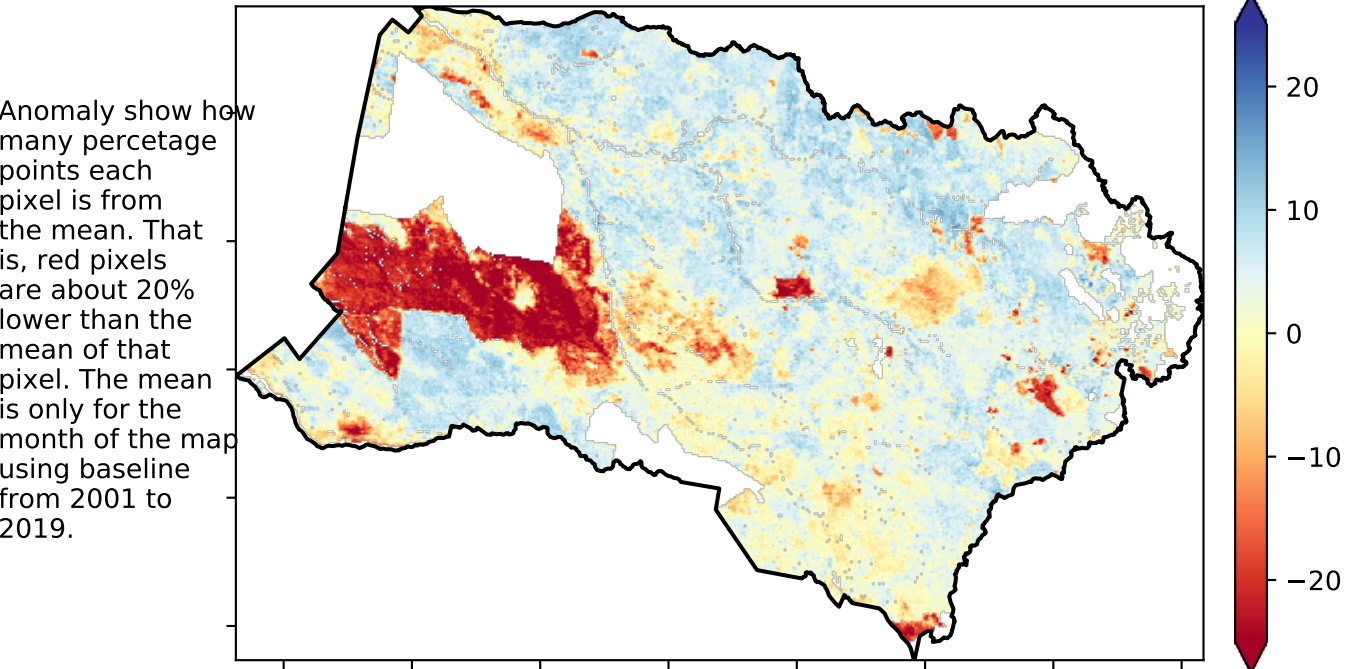 Anomaly show how
many percetage
points each
pixel is from
the mean. That
is, red pixels
are about 20%
lower than the
mean of that
pixel. The mean
is only for the
month of the map
using baseline
from 2001 to
2019.
20
10
0
−10
−20